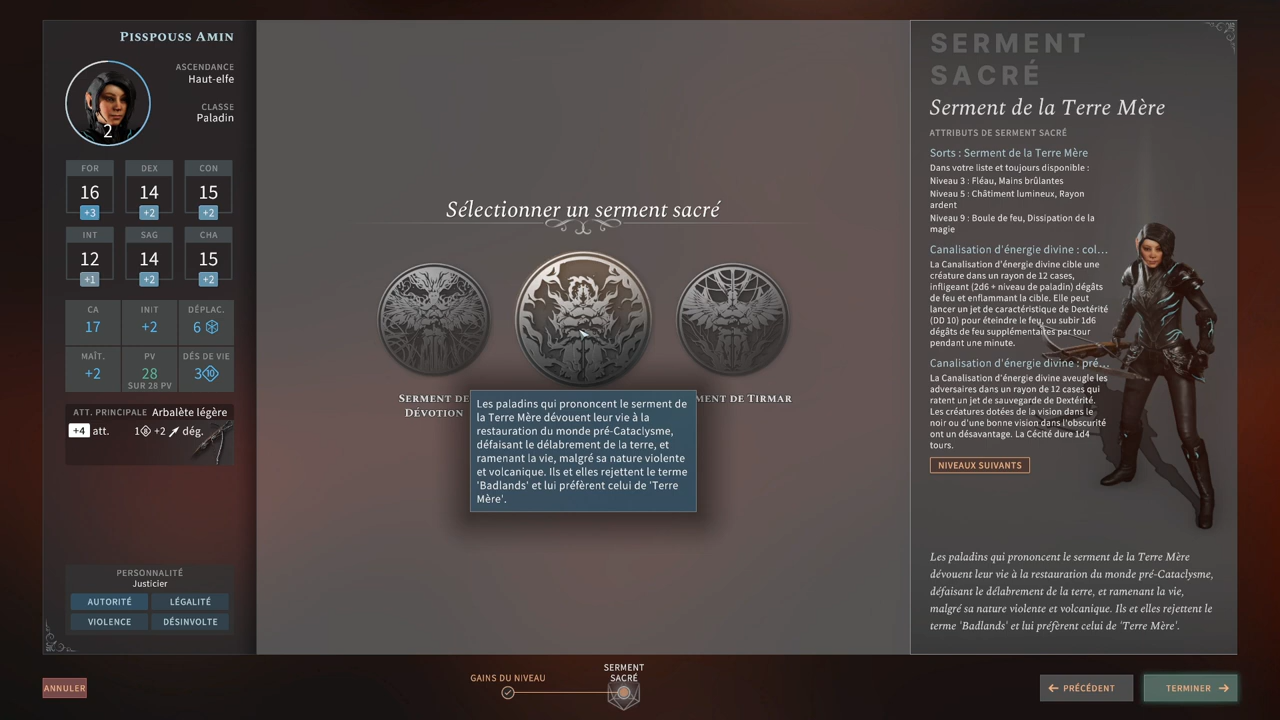 PISSPOUSS AMIN
ASCENDANCE
Haut-elfe
CLASSE
Paladin
2
FOR
DEX
CON
16
14
15
+3
+2
+2
INT
SAG
CHA
12
14
15
+1
+2
+2
CA
INIT
DÉPLAC.
17
+2
6
MAÎT.
PV
DÉS DE VIE
+2
28
3 10
SUR 28 PV
ATT. PRINCIPALE Arbalète légère
+4 att.
1 8 +2 dég.
PERSONNALITÉ
Justicier
AUTORITÉ
LÉGALITÉ
VIOLENCE
DÉSINVOLTE
ANNULER
Sélectionner un serment sacré
SERMENT DE
DÉVOTION
MENT DE TIRMAR
Les paladins qui prononcent le serment de
la Terre Mère dévouent leur vie à la
restauration du monde pré-Cataclysme,
défaisant le délabrement de la terre, et
ramenant la vie, malgré sa nature violente
et volcanique. Ils et elles rejettent le terme
'Badlands' et lui préfèrent celui de 'Terre
Mère'.
GAINS DU NIVEAU
SERMENT
SACRÉ
SERMENT
SACRÉ
Serment de la Terre Mère
ATTRIBUTS DE SERMENT SACRÉ
Sorts : Serment de la Terre Mère
Dans votre liste et toujours disponible :
Niveau 3 : Fléau, Mains brûlantes
Niveau 5 : Châtiment lumineux, Rayon
ardent
Niveau 9 : Boule de feu, Dissipation de la
magie
Canalisation d'énergie divine : col...
La Canalisation d'énergie divine cible une
créature dans un rayon de 12 cases,
infligeant (2d6 + niveau de paladin) dégâts
de feu et enflammant la cible. Elle peut
lancer un jet de caractéristique de Dextérité
(DD 10) pour éteindre le feu, ou subir 1d6
dégâts de feu supplémentaires par tour
pendant une minute.
Canalisation d'énergie divine : pré...
La Canalisation d'énergie divine aveugle les
adversaires dans un rayon de 12 cases qui
ratent un jet de sauvegarde de Dextérité.
Les créatures dotées de la vision dans le
noir ou d'une bonne vision dans l'obscurité
ont un désavantage. La Cécité dure 1d4
tours.
NIVEAUX SUIVANTS
Les paladins qui prononcent le serment de la Terre Mère
dévouent leur vie à la restauration du monde pré-Cataclysme,
défaisant le délabrement de la terre, et ramenant la vie,
malgré sa nature violente et volcanique. Ils et elles rejettent le
terme 'Badlands' et lui préfèrent celui de 'Terre Mère'.
PRÉCÉDENT
TERMINER